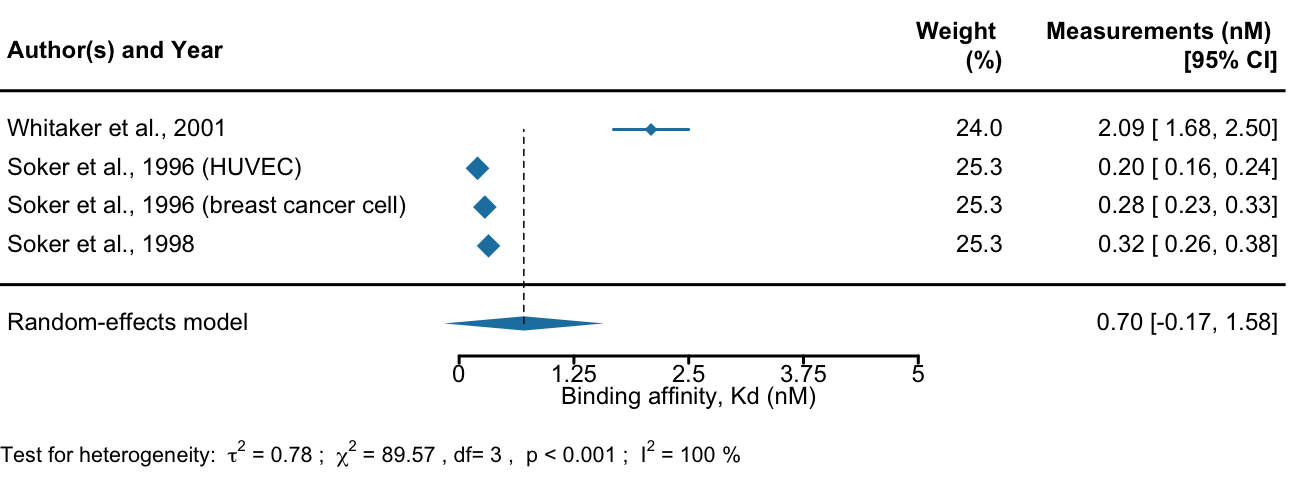 Author(s) and Year Weight (%) Measurements (nM) [95% CI]
Whitaker et al., 2001 24.0 2.09 [ 1.68, 2.50]
Soker et al., 1996 (HUVEC) 25.3 0.20 [ 0.16, 0.24]
Soker et al., 1996 (breast cancer cell) 25.3 0.28 [ 0.23, 0.33]
Soker et al., 1998 25.3 0.32 [ 0.26, 0.38]
Random-effects model 0.70 [-0.17, 1.58]
0 1.25 2.5 3.75 5
Binding affinity, Kd (nM)
Test for heterogeneity: τ² = 0.78 ; χ² = 89.57 , df= 3 , p < 0.001 ; I² = 100 %